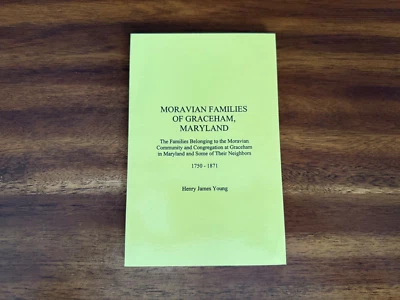 MORAVIAN FAMILIES
OF GRACEHAM,
MARYLAND
The Families Belonging to the Moravian
Community and Congregation at Graceham
in Maryland and Some of Their Neighbors
1750 - 1871
Henry James Young